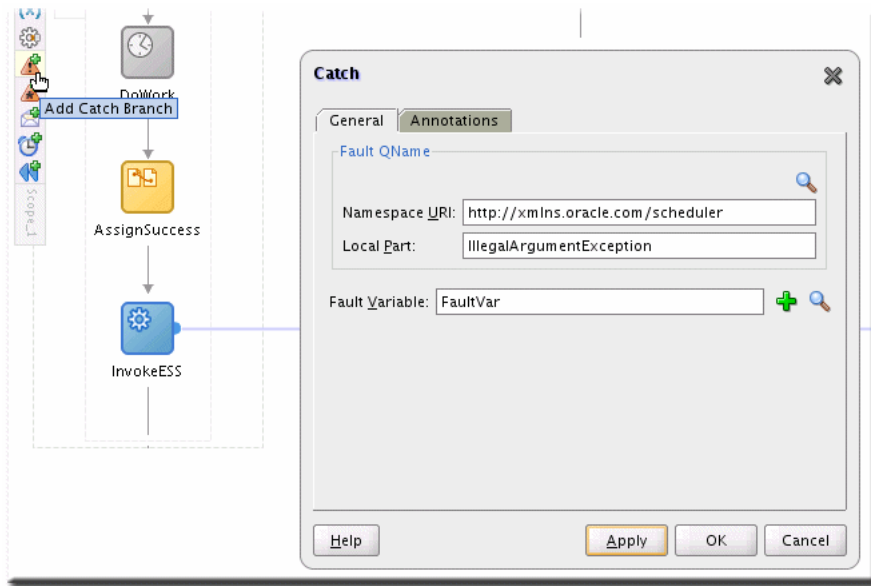 (x)
DoWork
Add Catch Branch
Scope_1
AssignSuccess
InvokeESS
Catch
General
Annotations
Fault QName
Namespace URI: http://xmlns.oracle.com/scheduler
Local Part: IllegalArgumentException
Fault Variable: FaultVar
Help
Apply
OK
Cancel